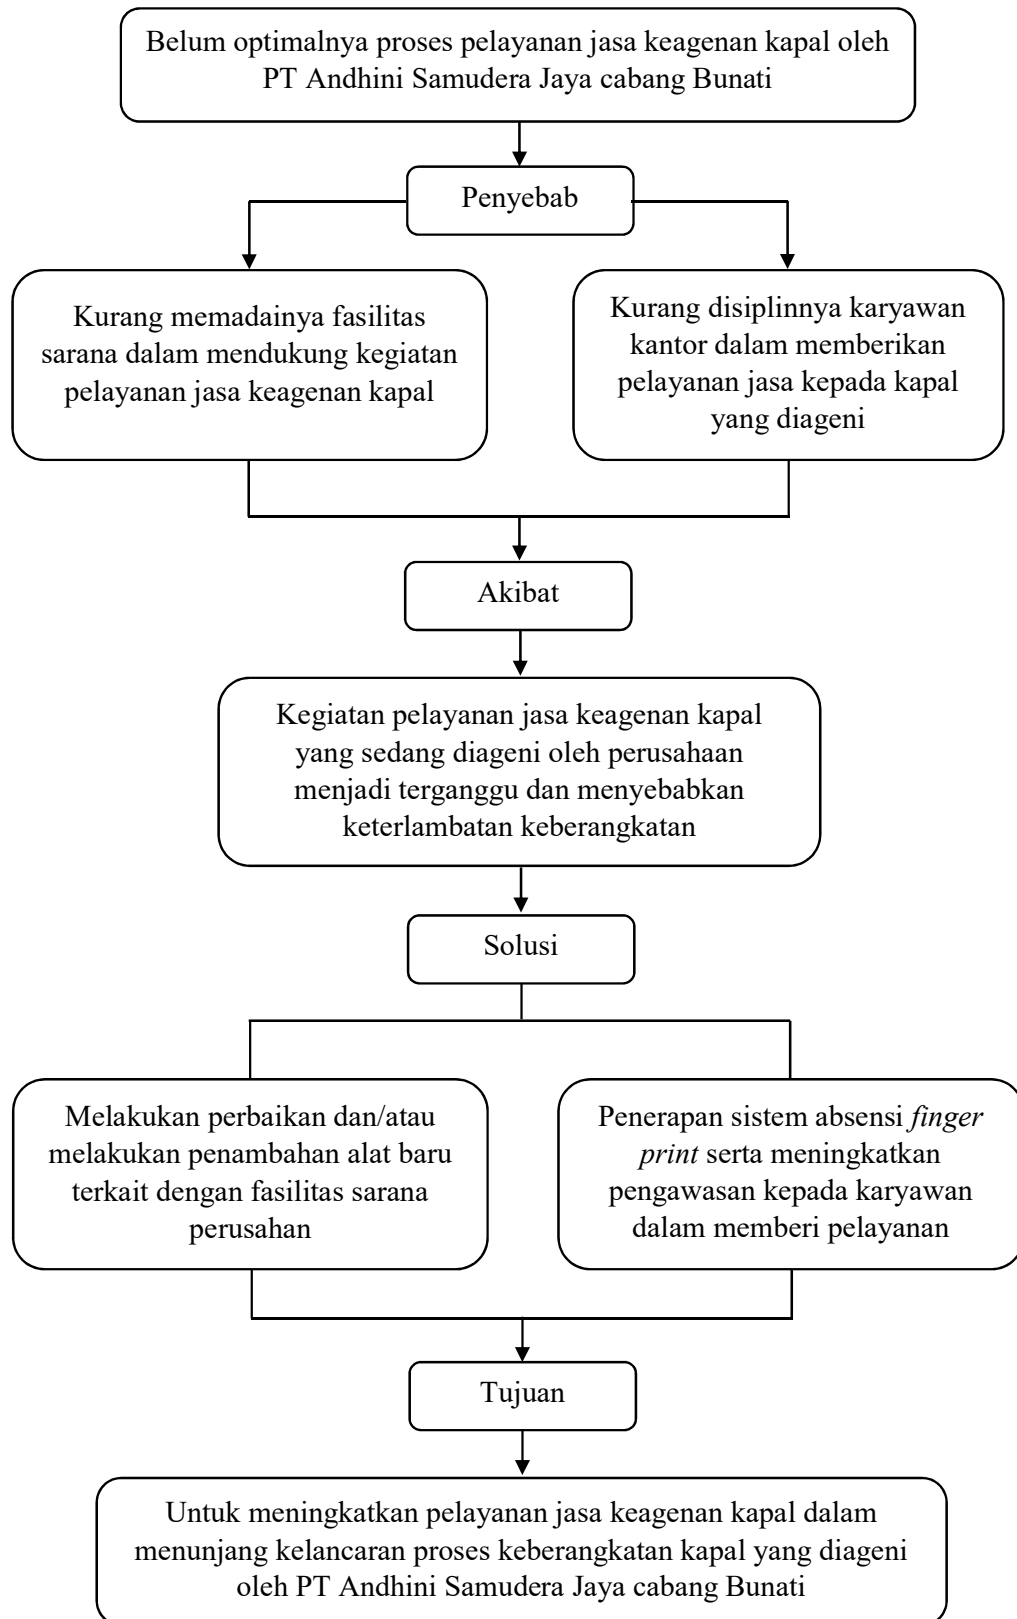 Belum optimalnya proses pelayanan jasa keagenan kapal oleh
PT Andhini Samudera Jaya cabang Bunati
Penyebab
Kurang memadainya fasilitas
sarana dalam mendukung kegiatan
pelayanan jasa keagenan kapal
Kurang disiplinnya karyawan
kantor dalam memberikan
pelayanan jasa kepada kapal
yang diageni
Akibat
Kegiatan pelayanan jasa keagenan kapal
yang sedang diageni oleh perusahaan
menjadi terganggu dan menyebabkan
keterlambatan keberangkatan
Solusi
Melakukan perbaikan dan/atau
melakukan penambahan alat baru
terkait dengan fasilitas sarana
perusahan
Penerapan sistem absensi finger
print serta meningkatkan
pengawasan kepada karyawan
dalam memberi pelayanan
Tujuan
Untuk meningkatkan pelayanan jasa keagenan kapal dalam
menunjang kelancaran proses keberangkatan kapal yang diageni
oleh PT Andhini Samudera Jaya cabang Bunati